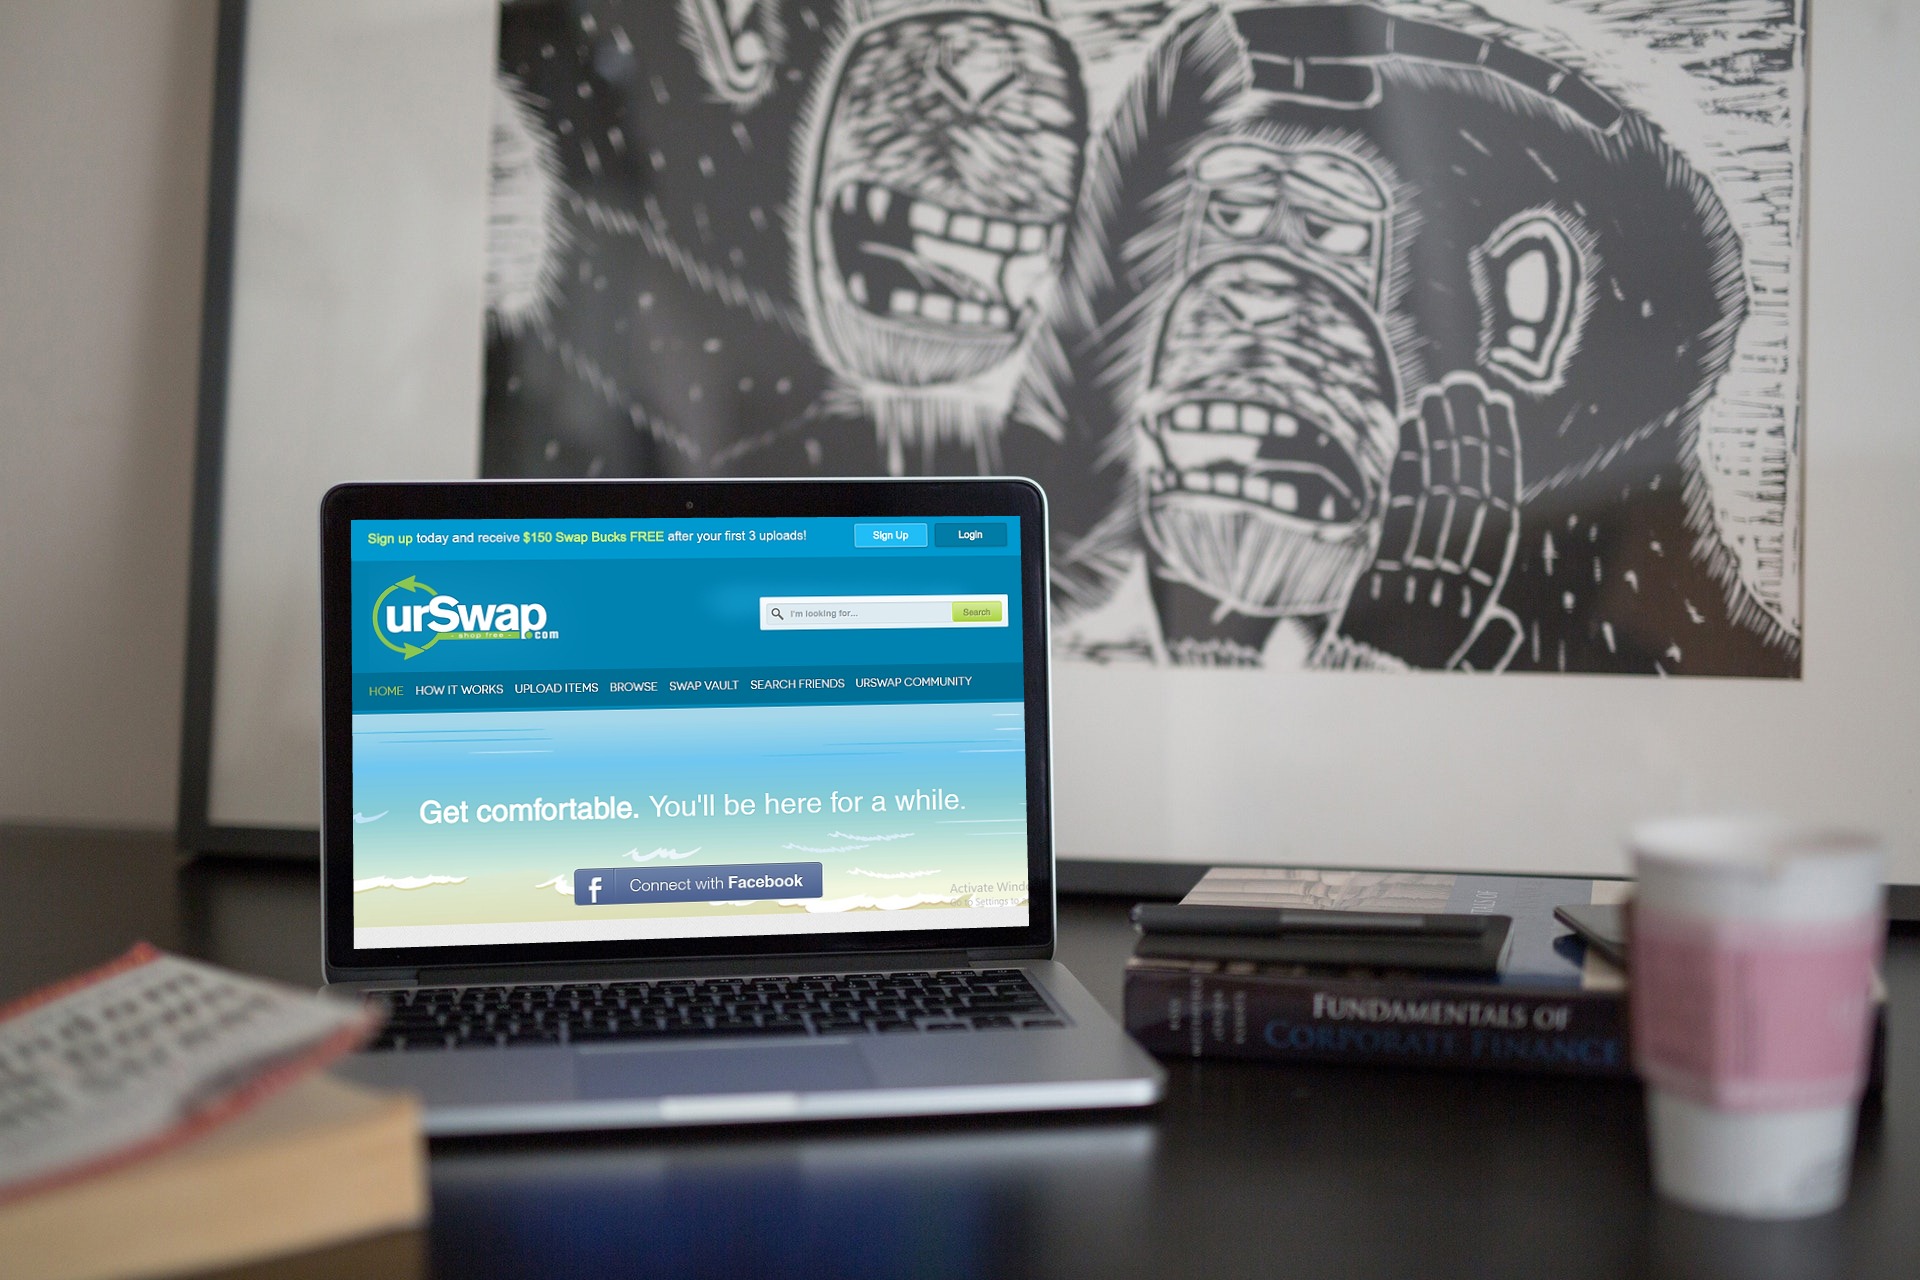 Sign up today and receive $150 Swap Bucks FREE after your first 3 uploads!
Sign Up
Login
urSwap.com
- shop free -
I'm looking for...
Search
HOME HOW IT WORKS UPLOAD ITEMS BROWSE SWAP VAULT SEARCH FRIENDS URSWAP COMMUNITY
Get comfortable. You'll be here for a while.
f Connect with Facebook
Activate Wind
Go to Settings to
FUNDAMENTALS OF
CORPORATE FINANCE